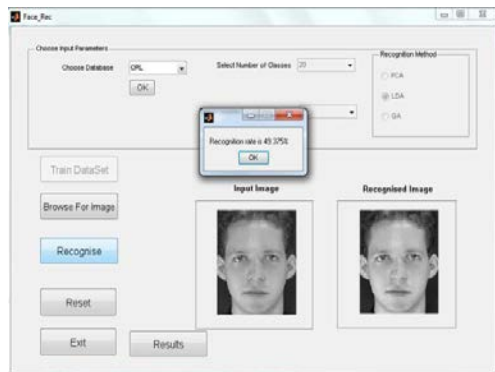 Face_Rec
Choose Input Parameters
Choose Database
ORL
OK
Select Number of Classes
20
Recognition Method
PCA
LDA
GA
Recognition rate is 49.375%
OK
Train DataSet
Browse For Image
Recognise
Reset
Exit
Results
Input Image
Recognised Image